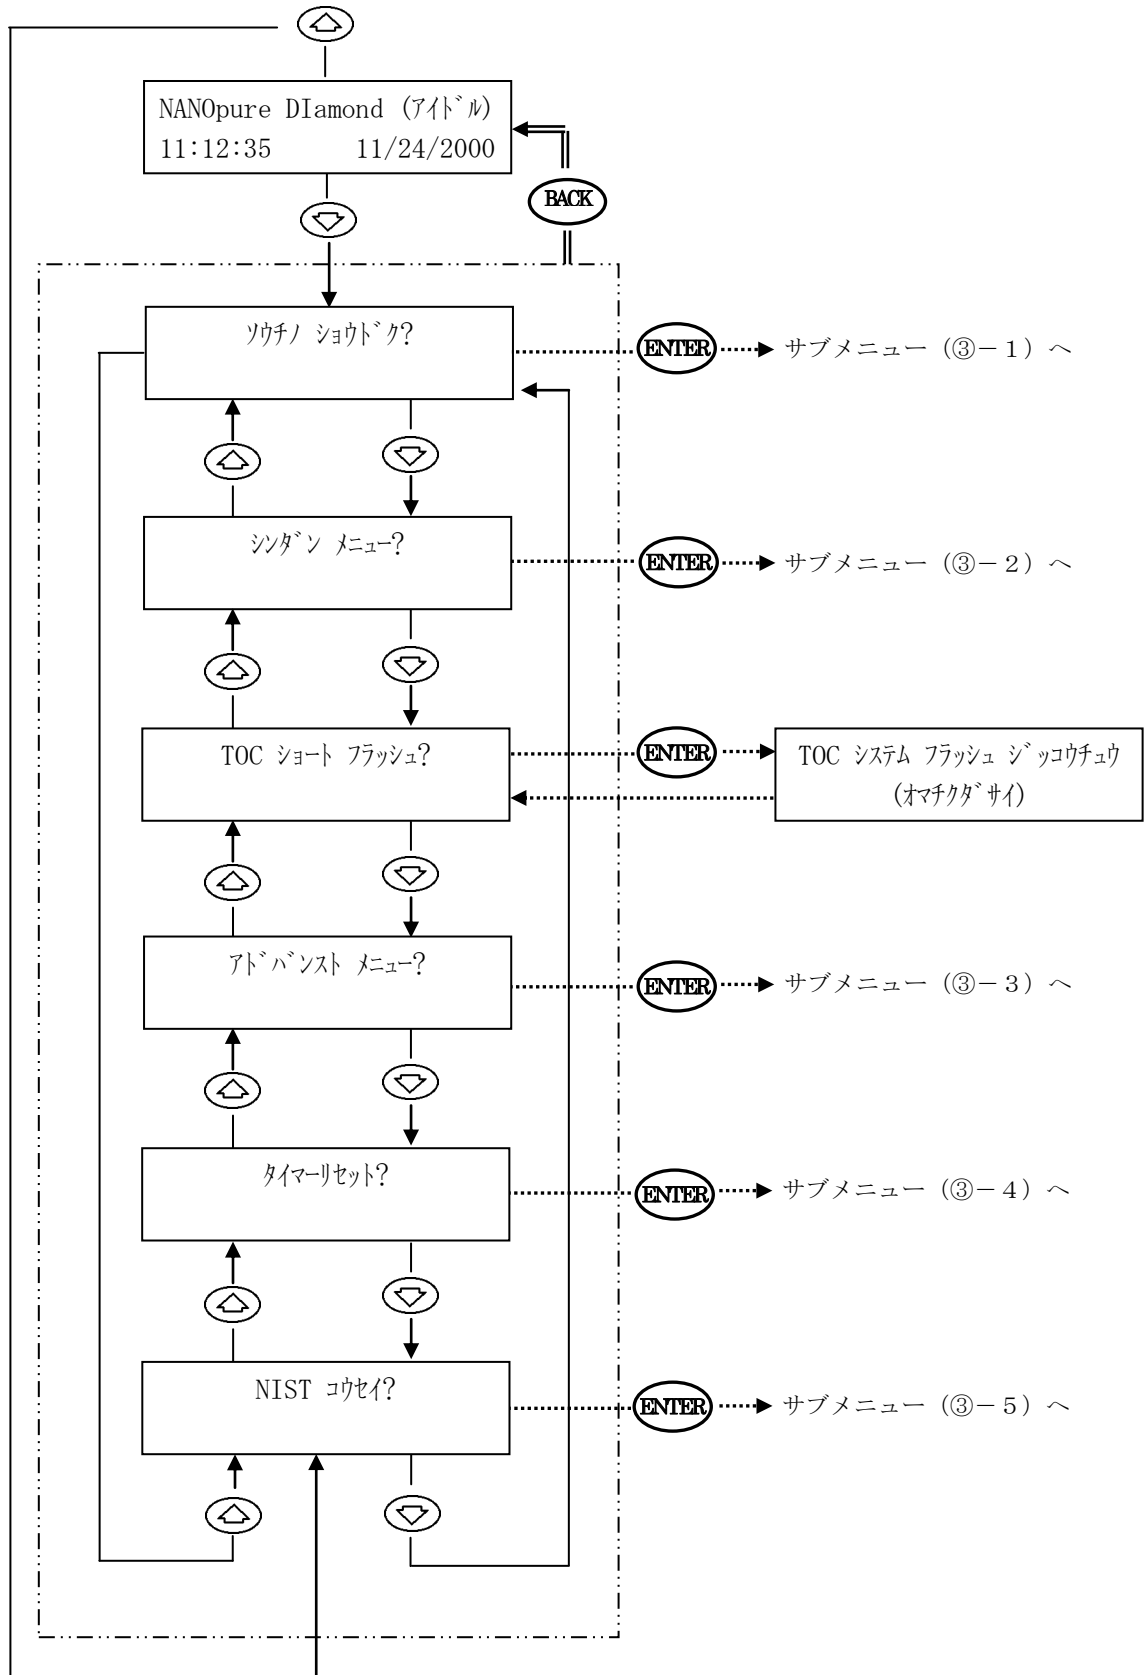 NANOpure DIamond (ｱｲﾄﾞﾙ)
11:12:35 11/24/2000
BACK
ｿｳﾁﾉ ｼｮｳﾄﾞｸ?
ENTER
サブメニュー（③－１）へ
ｼﾝﾀﾞﾝ ﾒﾆｭｰ?
ENTER
サブメニュー（③－２）へ
TOC ｼｮｰﾄ ﾌﾗｯｼｭ?
ENTER
TOC ｼｽﾃﾑ ﾌﾗｯｼｭ ｼﾞｯｺｳﾁｭｳ
(ｵﾏﾁｸﾀﾞｻｲ)
ｱﾄﾞﾊﾞﾝｽﾄ ﾒﾆｭｰ?
ENTER
サブメニュー（③－３）へ
ﾀｲﾏｰﾘｾｯﾄ?
ENTER
サブメニュー（③－４）へ
NIST ｺｳｾｲ?
ENTER
サブメニュー（③－５）へ